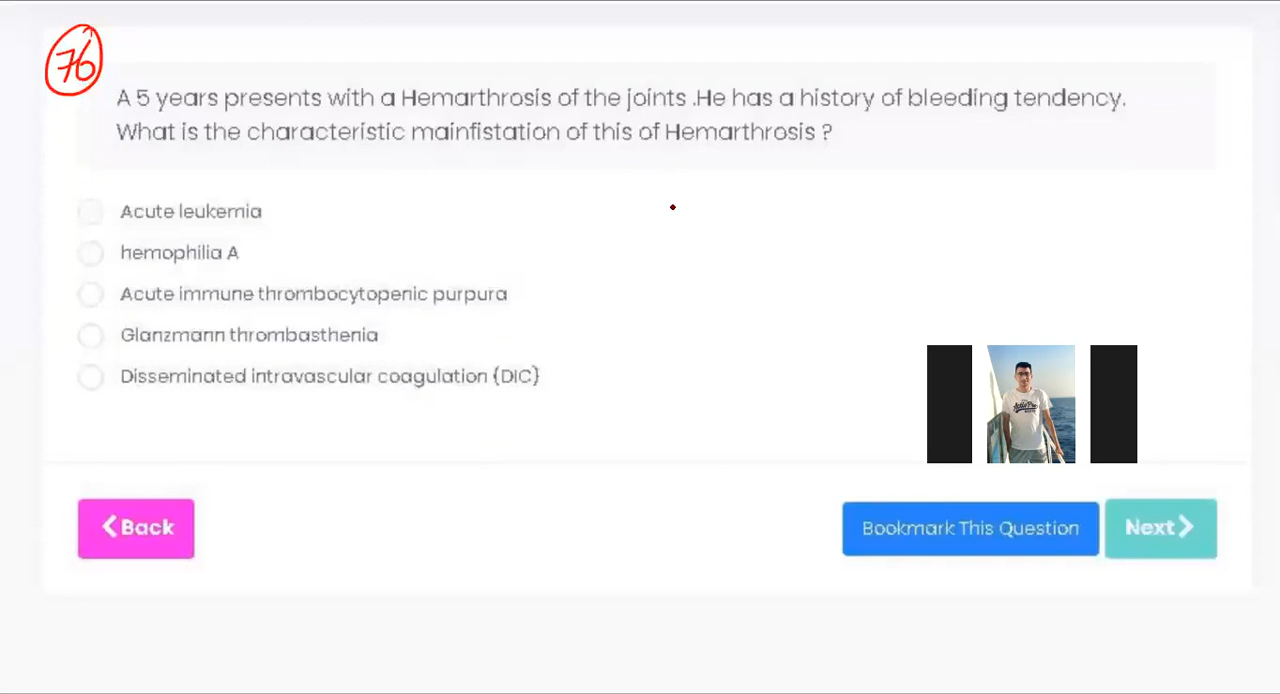 76
A 5 years presents with a Hemarthrosis of the joints .He has a history of bleeding tendency.
What is the characteristic mainfistation of this of Hemarthrosis ?
Acute leukemia
hemophilia A
Acute immune thrombocytopenic purpura
Glanzmann thrombasthenia
Disseminated intravascular coagulation (DIC)
Back
Bookmark This Question
Next